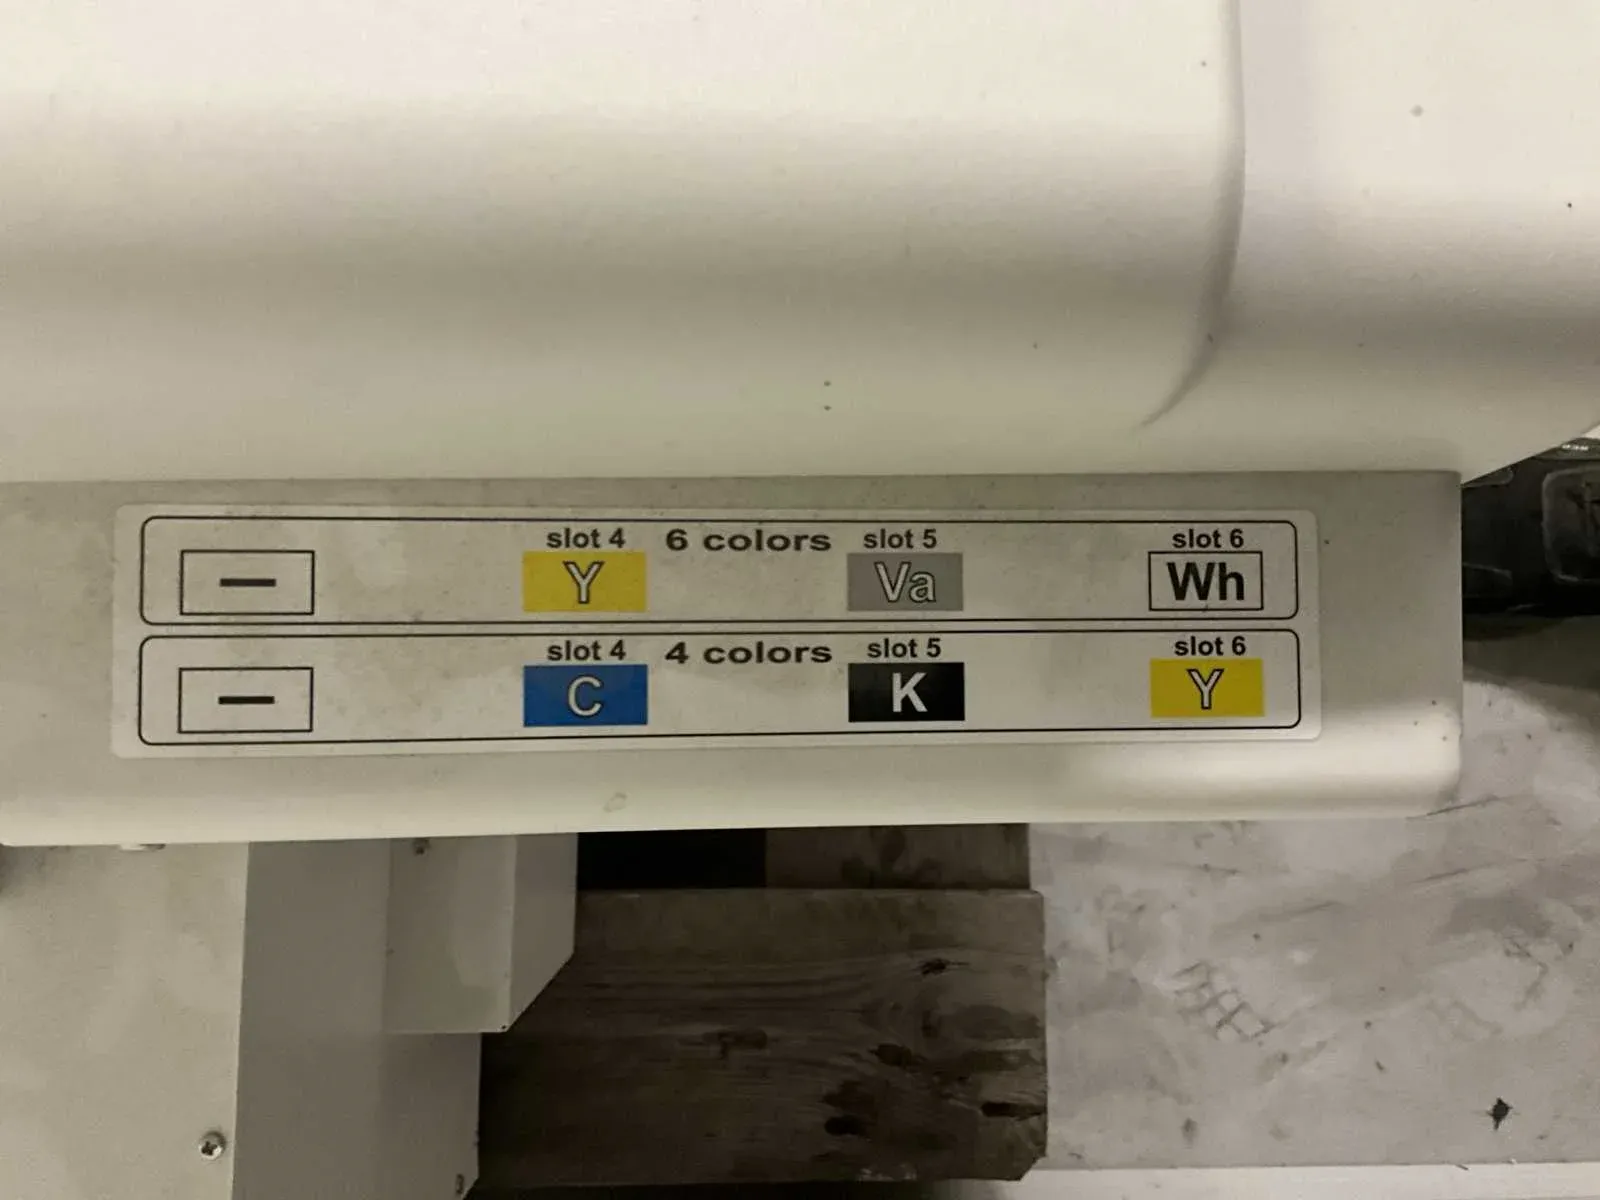 slot 4 6 colors slot 5 slot 6
– Y Va Wh
slot 4 4 colors slot 5 slot 6
– C K Y